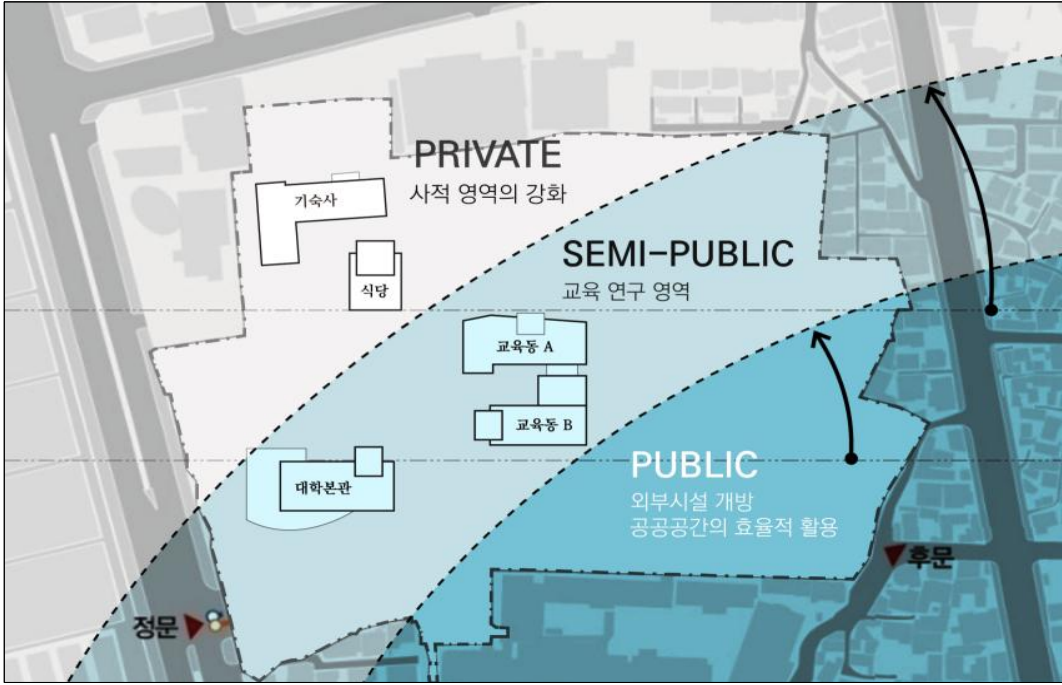 PRIVATE
사적 영역의 강화
기숙사
식당
SEMI-PUBLIC
교육 연구 영역
교육동 A
교육동 B
대학본관
PUBLIC
외부시설 개방
공공공간의 효율적 활용
후문
정문